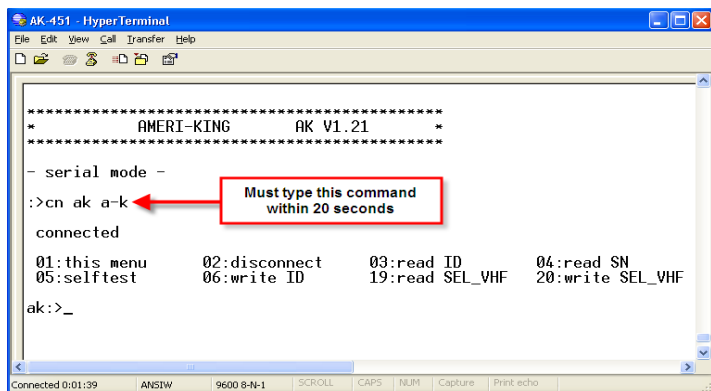 AK-451 - HyperTerminal
File Edit View Call Transfer Help
*******************************************
* AMERI-KING AK V1.21 *
*******************************************
- serial mode -
:>cn ak a-k
Must type this command
within 20 seconds
connected
01:this menu 02:disconnect 03:read ID 04:read SN
05:selftest 06:write ID 19:read SEL_VHF 20:write SEL_VHF
ak:>_
Connected 0:01:39 ANSIW 9600 8-N-1 SCROLL CAPS NUM Capture Print echo